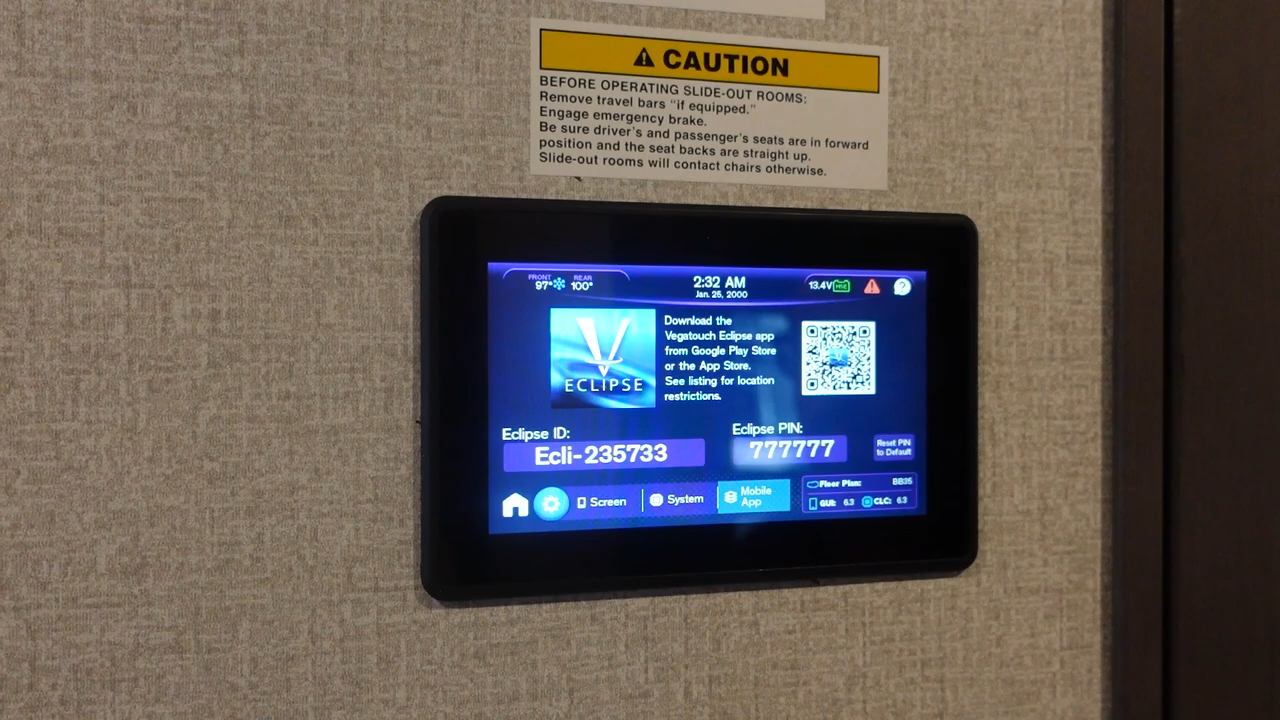 CAUTION
BEFORE OPERATING SLIDE-OUT ROOMS:
Remove travel bars "if equipped."
Engage emergency brake.
Be sure driver's and passenger's seats are in forward
position and the seat backs are straight up.
Slide-out rooms will contact chairs otherwise.
FRONT
97°
REAR
100°
2:32 AM
Jan. 25, 2000
13.4V
?
V
ECLIPSE
Download the
Vegatouch Eclipse app
from Google Play Store
or the App Store.
See listing for location
restrictions.
Eclipse ID:
Ecli-235733
Eclipse PIN:
777777
Reset PIN
to Default
Screen
System
Mobile
App
Floor Plan: BB35
GUI: 6.3 CLC: 6.3